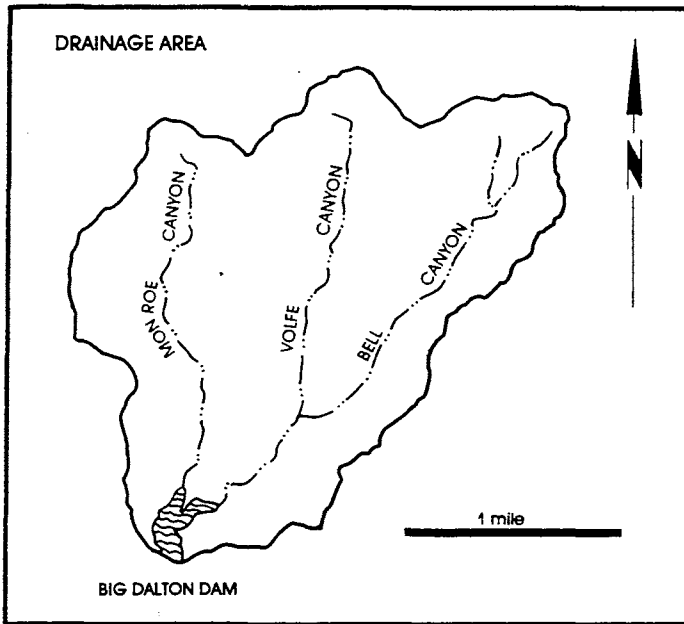 DRAINAGE AREA
N
CANYON
MON ROE
CANYON
VOLFE
CANYON
BELL
1 mile
BIG DALTON DAM